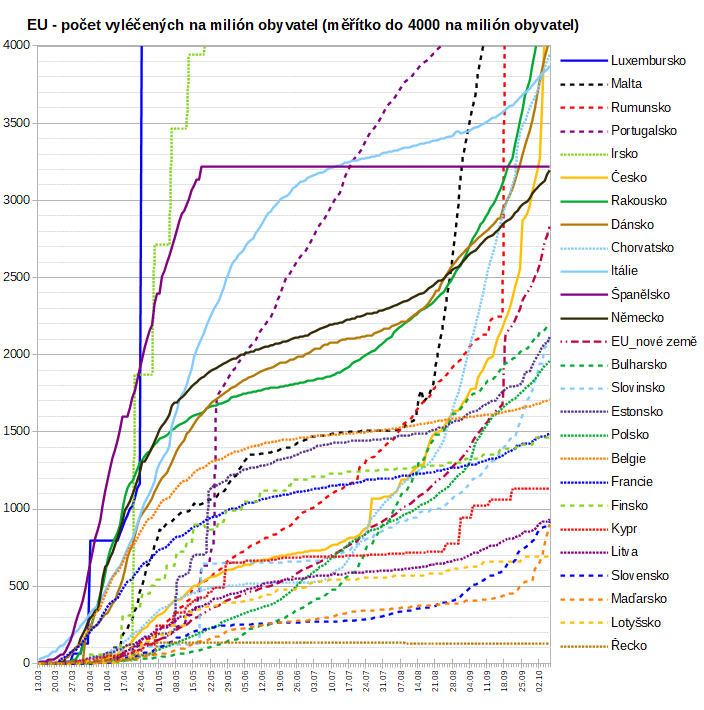 EU - počet vyléčených na milión obyvatel (měřítko do 4000 na milión obyvatel)
4000
3500
3000
2500
2000
1500
1000
500
0
Luxembursko
Malta
Rumunsko
Portugalsko
Irsko
Česko
Rakousko
Dánsko
Chorvatsko
Itálie
Španělsko
Německo
EU_nové země
Bulharsko
Slovinsko
Estonsko
Polsko
Belgie
Francie
Finsko
Kypr
Litva
Slovensko
Maďarsko
Lotyšsko
Řecko
13.03
20.03
27.03
03.04
10.04
17.04
24.04
01.05
08.05
15.05
22.05
29.05
05.06
12.06
19.06
26.06
03.07
10.07
17.07
24.07
31.07
07.08
14.08
21.08
28.08
04.09
11.09
18.09
25.09
02.10